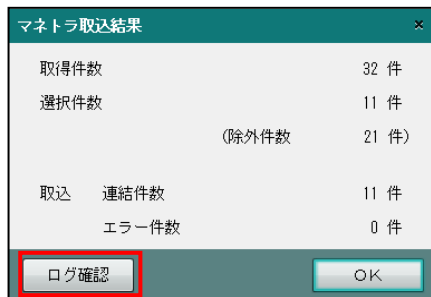 マネトラ取込結果 ×
取得件数 32 件
選択件数 11 件
(除外件数 21 件)
取込 連結件数 11 件
エラー件数 0 件
ログ確認 OK